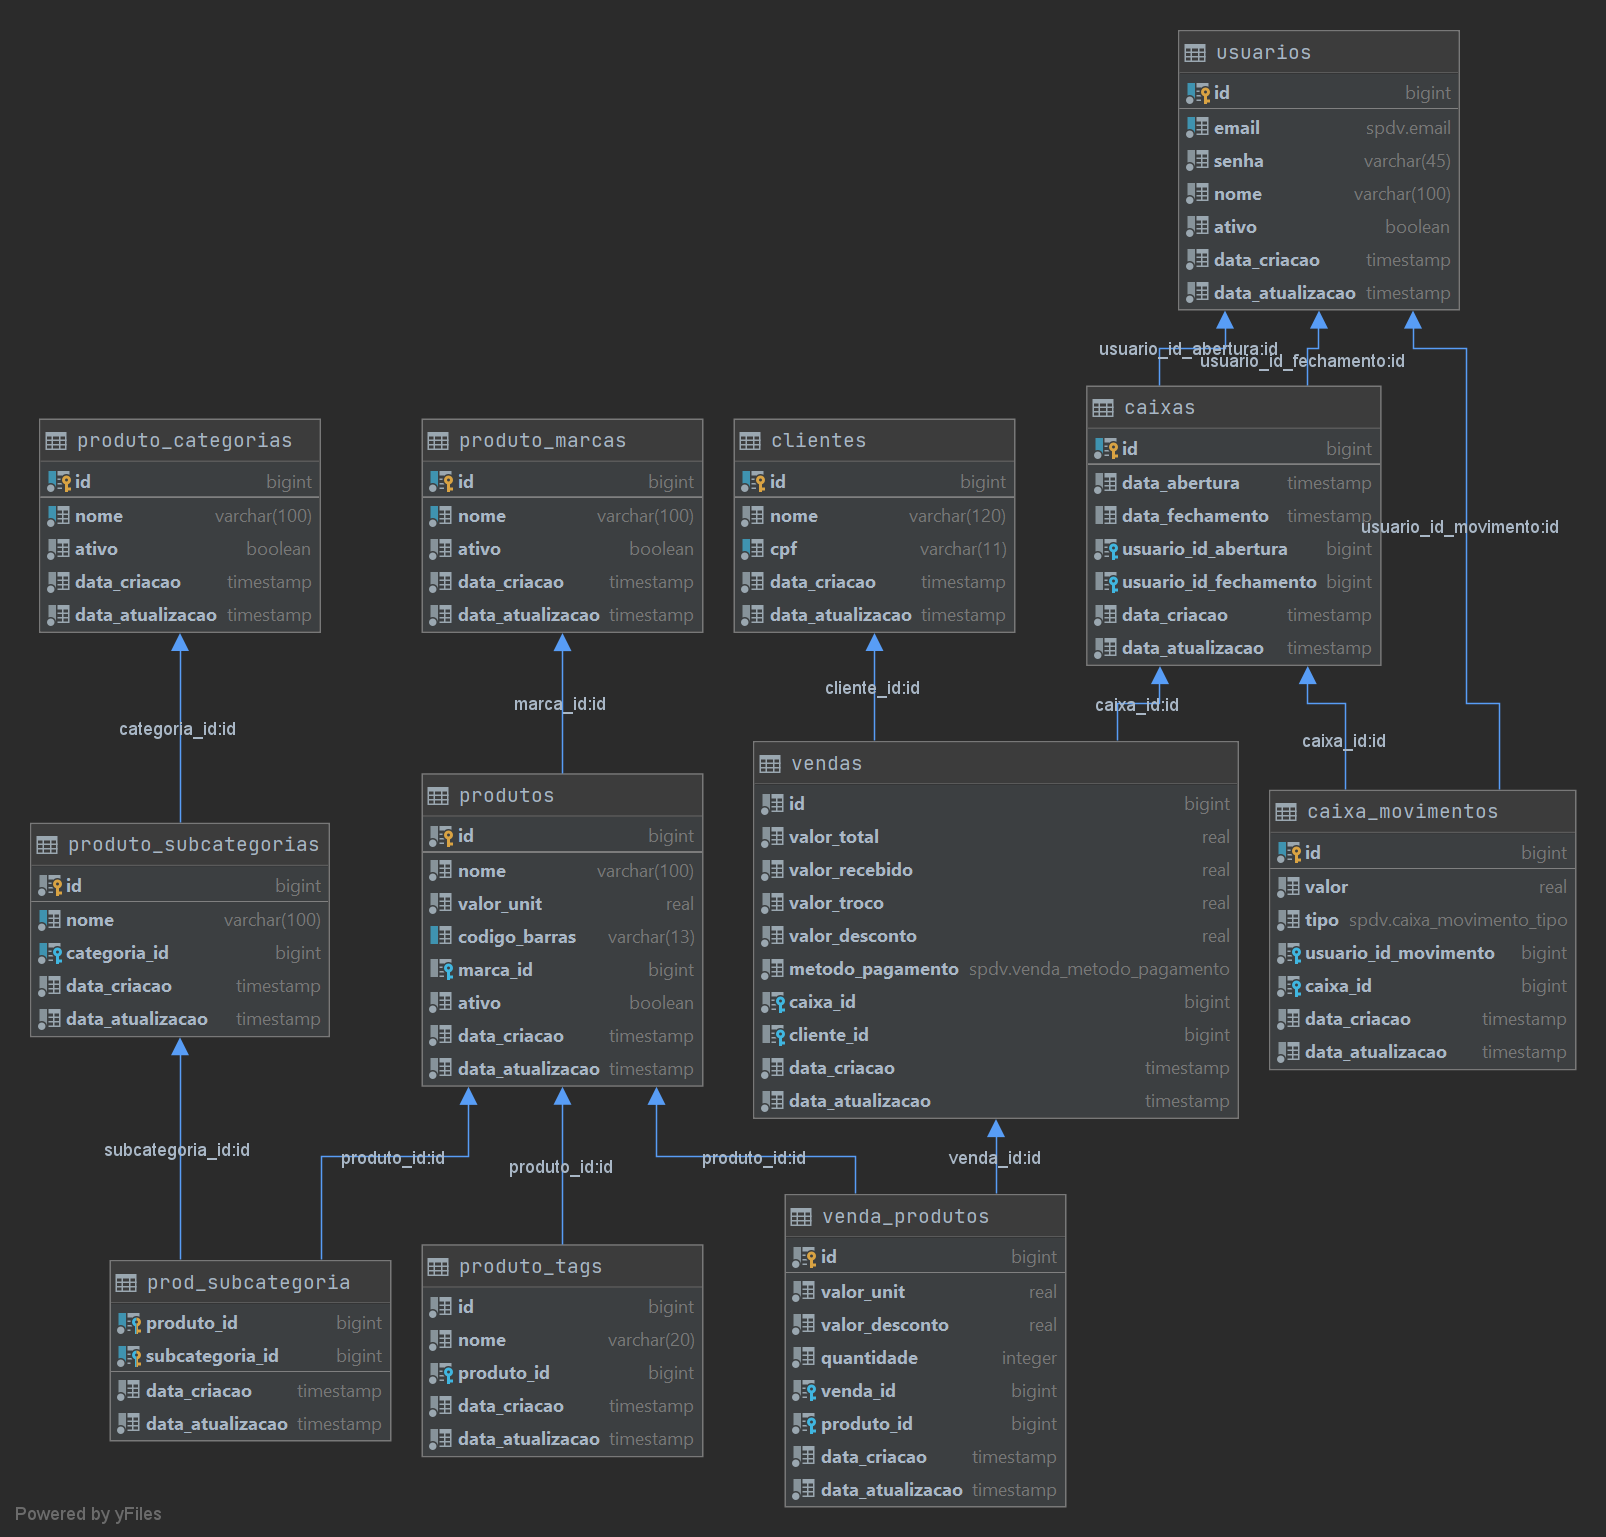 usuarios
id bigint
email spdv.email
senha varchar(45)
nome varchar(100)
ativo boolean
data_criacao timestamp
data_atualizacao timestamp
usuario_id_abertura:id
usuario_id_fechamento:id
usuario_id_movimento:id
caixas
id bigint
data_abertura timestamp
data_fechamento timestamp
usuario_id_abertura bigint
usuario_id_fechamento bigint
data_criacao timestamp
data_atualizacao timestamp
produto_categorias
id bigint
nome varchar(100)
ativo boolean
data_criacao timestamp
data_atualizacao timestamp
produto_marcas
id bigint
nome varchar(100)
ativo boolean
data_criacao timestamp
data_atualizacao timestamp
clientes
id bigint
nome varchar(120)
cpf varchar(11)
data_criacao timestamp
data_atualizacao timestamp
categoria_id:id
marca_id:id
cliente_id:id
caixa_id:id
caixa_id:id
produto_subcategorias
id bigint
nome varchar(100)
categoria_id bigint
data_criacao timestamp
data_atualizacao timestamp
produtos
id bigint
nome varchar(100)
valor_unit real
codigo_barras varchar(13)
marca_id bigint
ativo boolean
data_criacao timestamp
data_atualizacao timestamp
vendas
id bigint
valor_total real
valor_recebido real
valor_troco real
valor_desconto real
metodo_pagamento spdv.venda_metodo_pagamento
caixa_id bigint
cliente_id bigint
data_criacao timestamp
data_atualizacao timestamp
caixa_movimentos
id bigint
valor real
tipo spdv.caixa_movimento_tipo
usuario_id_movimento bigint
caixa_id bigint
data_criacao timestamp
data_atualizacao timestamp
subcategoria_id:id
produto_id:id
produto_id:id
produto_id:id
venda_id:id
prod_subcategoria
produto_id bigint
subcategoria_id bigint
data_criacao timestamp
data_atualizacao timestamp
produto_tags
id bigint
nome varchar(20)
produto_id bigint
data_criacao timestamp
data_atualizacao timestamp
venda_produtos
id bigint
valor_unit real
valor_desconto real
quantidade integer
venda_id bigint
produto_id bigint
data_criacao timestamp
data_atualizacao timestamp
Powered by yFiles